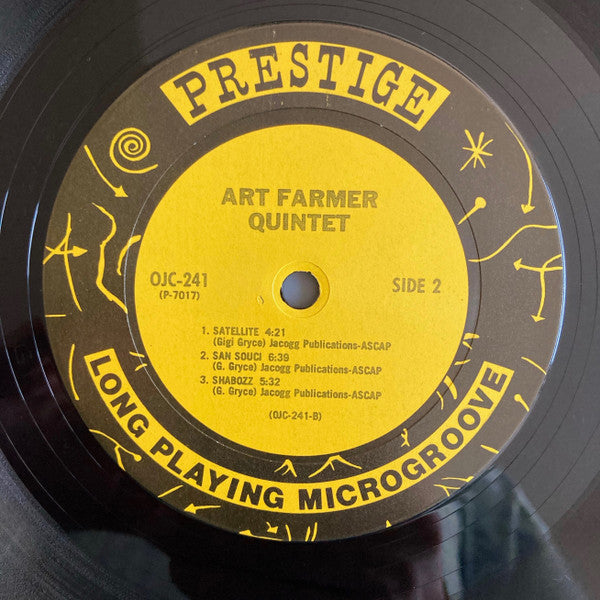 PRESTIGE
ART FARMER
QUINTET
OJC-241
(P-7017)
SIDE 2
1. SATELLITE 4:21
(Gigi Gryce) Jacogg Publications-ASCAP
2. SAN SOUCI 6:39
(G. Gryce) Jacogg Publications-ASCAP
3. SHABOZZ 5:32
(G. Gryce) Jacogg Publications-ASCAP
(OJC-241-B)
LONG PLAYING MICROGROOVE